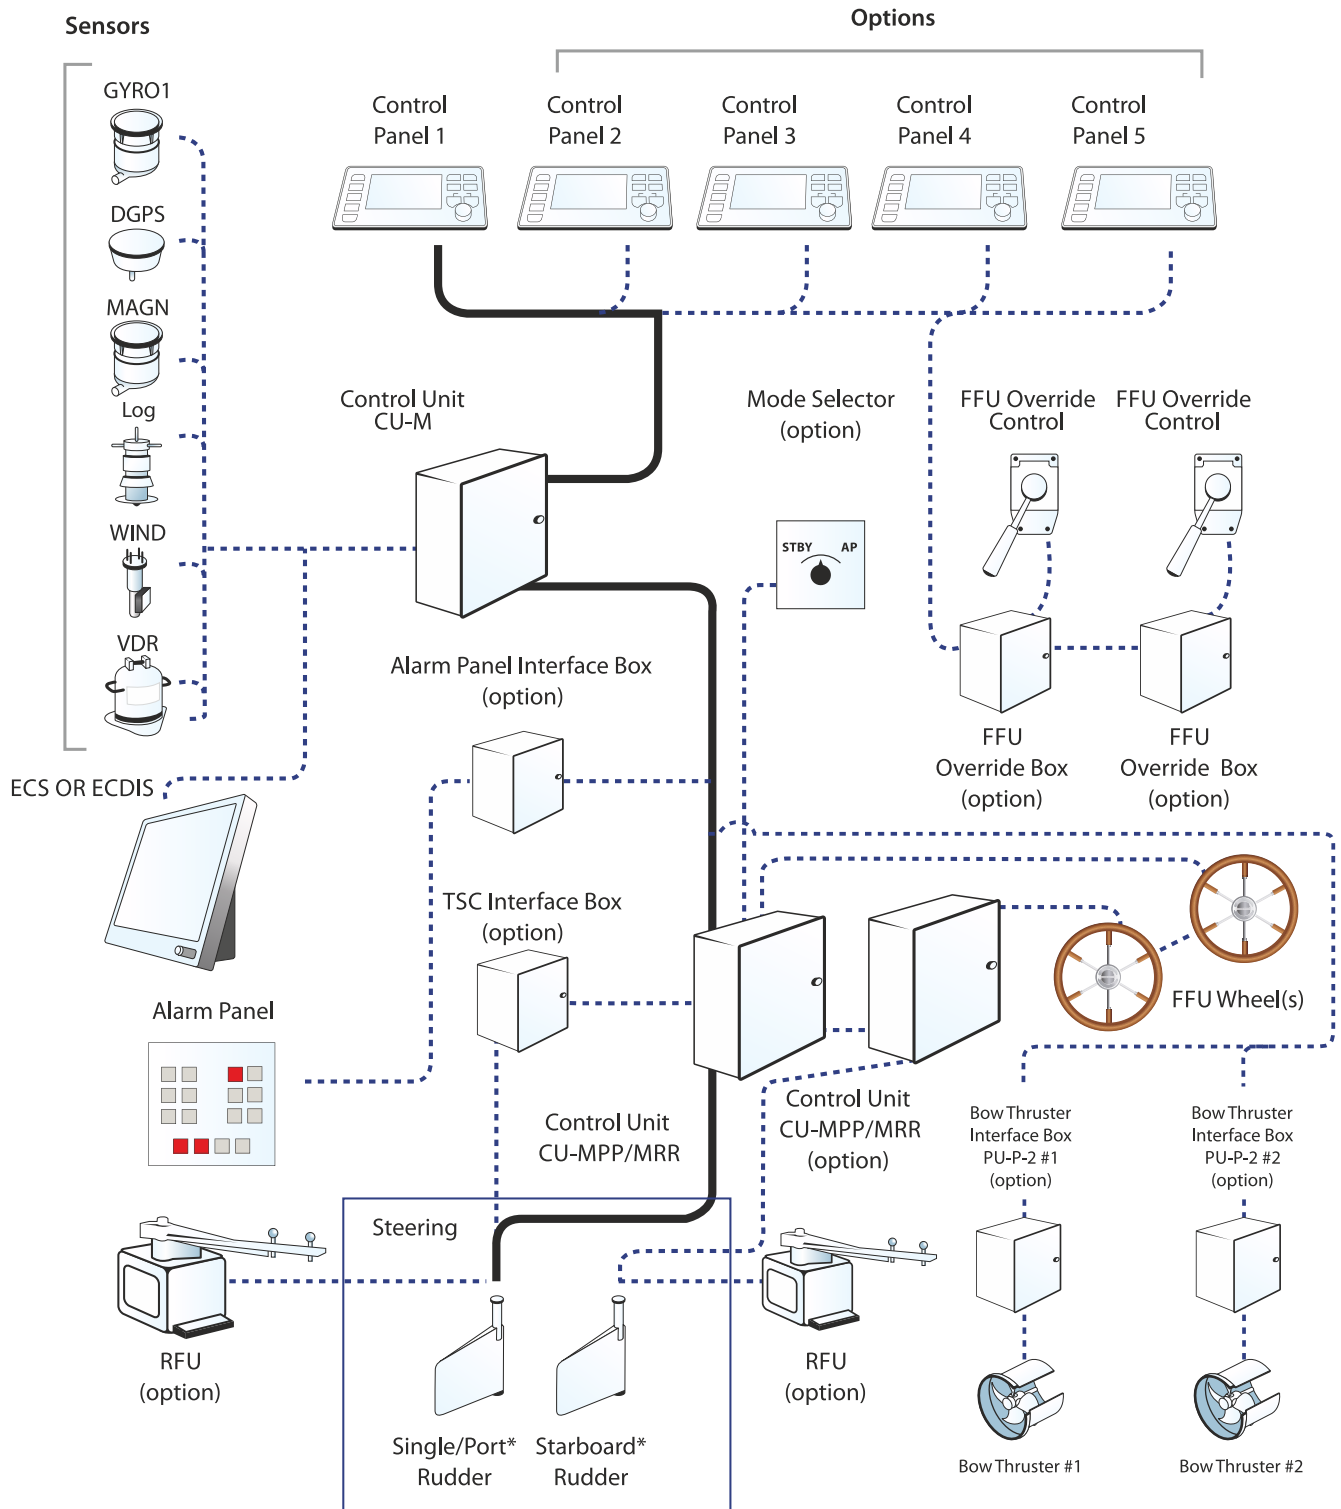 Sensors
Options
GYRO1
DGPS
MAGN
Log
WIND
VDR
Control
Panel 1
Control
Panel 2
Control
Panel 3
Control
Panel 4
Control
Panel 5
Control Unit
CU-M
Mode Selector
(option)
FFU Override
Control
FFU Override
Control
STBY AP
Alarm Panel Interface Box
(option)
FFU
Override Box
(option)
FFU
Override Box
(option)
ECS OR ECDIS
TSC Interface Box
(option)
FFU Wheel(s)
Alarm Panel
Control Unit
CU-MPP/MRR
Control Unit
CU-MPP/MRR
(option)
Bow Thruster
Interface Box
PU-P-2 #1
(option)
Bow Thruster
Interface Box
PU-P-2 #2
(option)
Steering
RFU
(option)
Single/Port*
Rudder
Starboard*
Rudder
RFU
(option)
Bow Thruster #1
Bow Thruster #2